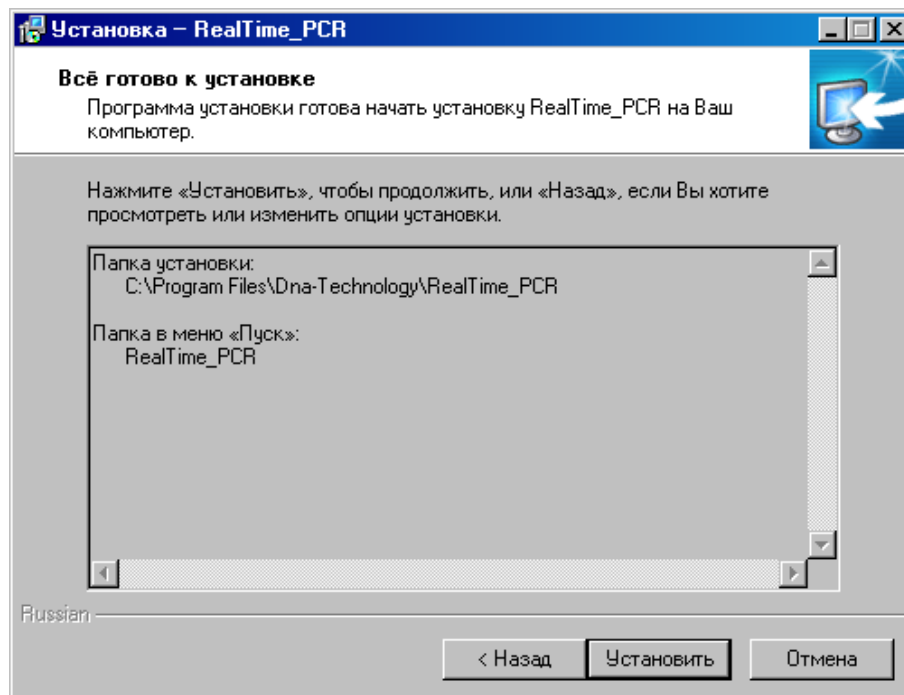 Установка – RealTime_PCR
Всё готово к установке
Программа установки готова начать установку RealTime_PCR на Ваш
компьютер.
Нажмите «Установить», чтобы продолжить, или «Назад», если Вы хотите
просмотреть или изменить опции установки.
Папка установки:
C:\Program Files\Dna-Technology\RealTime_PCR
Папка в меню «Пуск»:
RealTime_PCR
Russian
< Назад
Установить
Отмена